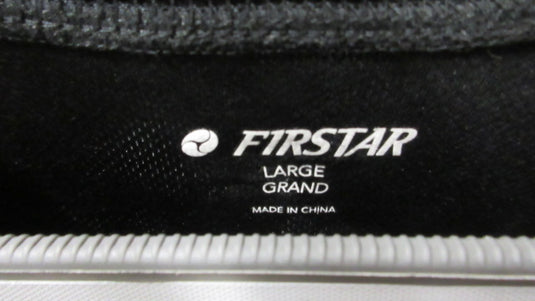 FIRSTAR
LARGE
GRAND
MADE IN CHINA